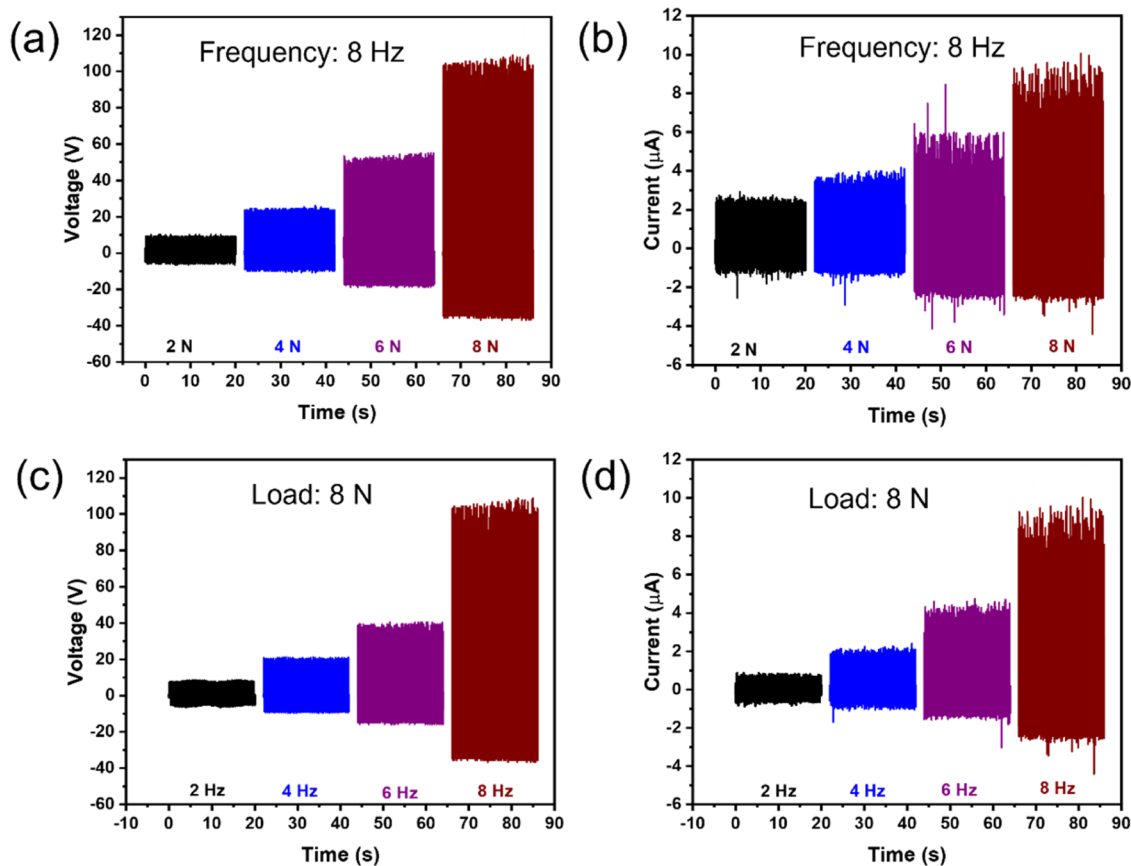 (a)
Frequency: 8 Hz
Voltage (V)
120
100
80
60
40
20
0
-20
-40
-60
2 N 4 N 6 N 8 N
0 10 20 30 40 50 60 70 80 90
Time (s)
(b)
Frequency: 8 Hz
Current (μA)
12
10
8
6
4
2
0
-2
-4
-6
2 N 4 N 6 N 8 N
0 10 20 30 40 50 60 70 80 90
Time (s)
(c)
Load: 8 N
Voltage (V)
120
100
80
60
40
20
0
-20
-40
-60
2 Hz 4 Hz 6 Hz 8 Hz
-10 0 10 20 30 40 50 60 70 80 90
Time (s)
(d)
Load: 8 N
Current (μA)
12
10
8
6
4
2
0
-2
-4
-6
2 Hz 4 Hz 6 Hz 8 Hz
-10 0 10 20 30 40 50 60 70 80 90
Time (s)